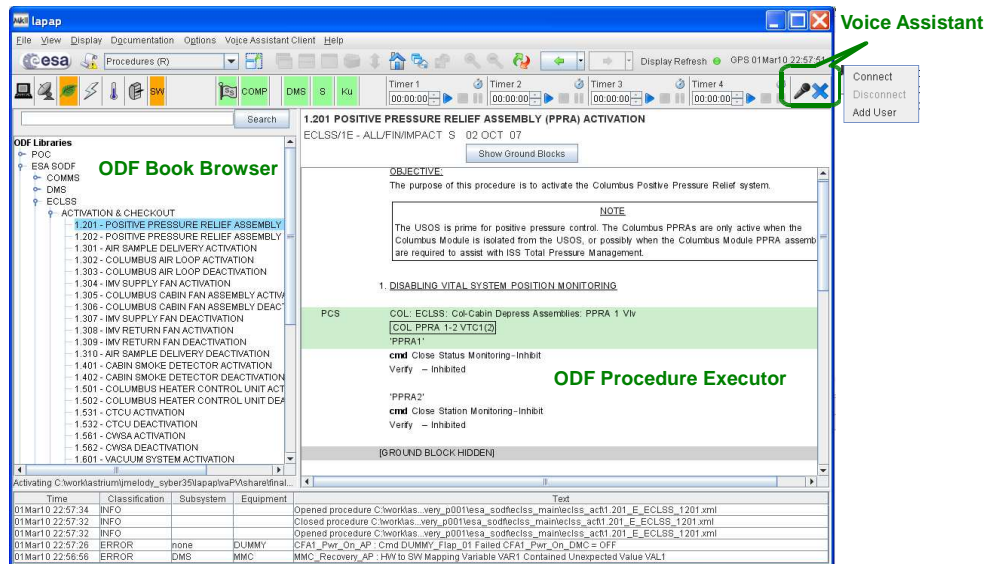 lapap
Voice Assistant
File View Display Documentation Options Voice Assistant Client Help
esa Procedures (R) Display Refresh GPS 01Mar10 22:57:51
Connect
Disconnect
Add User
SW COMP DMS S Ku
Timer 1 Timer 2 Timer 3 Timer 4
00:00:00 00:00:00 00:00:00 00:00:00
Search
1.201 POSITIVE PRESSURE RELIEF ASSEMBLY (PPRA) ACTIVATION
ECLSS/1E - ALL/FIN/IMPACT S 02 OCT 07
Show Ground Blocks
ODF Libraries
POC
ESA SODF
COMMS
DMS
ECLSS
ACTIVATION & CHECKOUT
1.201 - POSITIVE PRESSURE RELIEF ASSEMBLY
1.202 - POSITIVE PRESSURE RELIEF ASSEMBLY
1.301 - AIR SAMPLE DELIVERY ACTIVATION
1.302 - COLUMBUS AIR LOOP ACTIVATION
1.303 - COLUMBUS AIR LOOP DEACTIVATION
1.304 - IMV SUPPLY FAN ACTIVATION
1.305 - COLUMBUS CABIN FAN ASSEMBLY ACTIV
1.306 - COLUMBUS CABIN FAN ASSEMBLY DEACT
1.307 - IMV SUPPLY FAN DEACTIVATION
1.308 - IMV RETURN FAN ACTIVATION
1.309 - IMV RETURN FAN DEACTIVATION
1.310 - AIR SAMPLE DELIVERY DEACTIVATION
1.401 - CABIN SMOKE DETECTOR ACTIVATION
1.402 - CABIN SMOKE DETECTOR DEACTIVATION
1.501 - COLUMBUS HEATER CONTROL UNIT ACT
1.502 - COLUMBUS HEATER CONTROL UNIT DEA
1.531 - CTCU ACTIVATION
1.532 - CTCU DEACTIVATION
1.561 - CWSA ACTIVATION
1.562 - CWSA DEACTIVATION
1.601 - VACUUM SYSTEM ACTIVATION
ODF Book Browser
OBJECTIVE:
The purpose of this procedure is to activate the Columbus Positive Pressure Relief system.
NOTE
The USOS is prime for positive pressure control. The Columbus PPRAs are only active when the
Columbus Module is isolated from the USOS, or possibly when the Columbus Module PPRA assemb
are required to assist with ISS Total Pressure Management.
1. DISABLING VITAL SYSTEM POSITION MONITORING
PCS COL: ECLSS: Col-Cabin Depress Assemblies: PPRA 1 Vlv
COL PPRA 1-2 VTC1(2)
'PPRA1'
cmd Close Status Monitoring-Inhibit
Verify – Inhibited
ODF Procedure Executor
'PPRA2'
cmd Close Station Monitoring-Inhibit
Verify – Inhibited
[GROUND BLOCK HIDDEN]
Activating C:\work\astrium\jmelody_syber35\lapap\vaPV\share\final...
Time Classification Subsystem Equipment Text
01Mar10 22:57:34 INFO Opened procedure C:\work\as...very_p001\esa_sodf\eclss_main\eclss_act\1.201_E_ECLSS_1201.xml
01Mar10 22:57:32 INFO Closed procedure C:\work\as...very_p001\esa_sodf\eclss_main\eclss_act\1.201_E_ECLSS_1201.xml
01Mar10 22:57:32 INFO Opened procedure C:\work\as...very_p001\esa_sodf\eclss_main\eclss_act\1.201_E_ECLSS_1201.xml
01Mar10 22:57:26 ERROR none DUMMY CFA1_Pwr_On_AP : Cmd DUMMY_Flap_01 Failed CFA1_Pwr_On_DMC = OFF
01Mar10 22:56:56 ERROR DMS MMC MMC_Recovery_AP : HW to SW Mapping Variable VAR1 Contained Unexpected Value VAL1